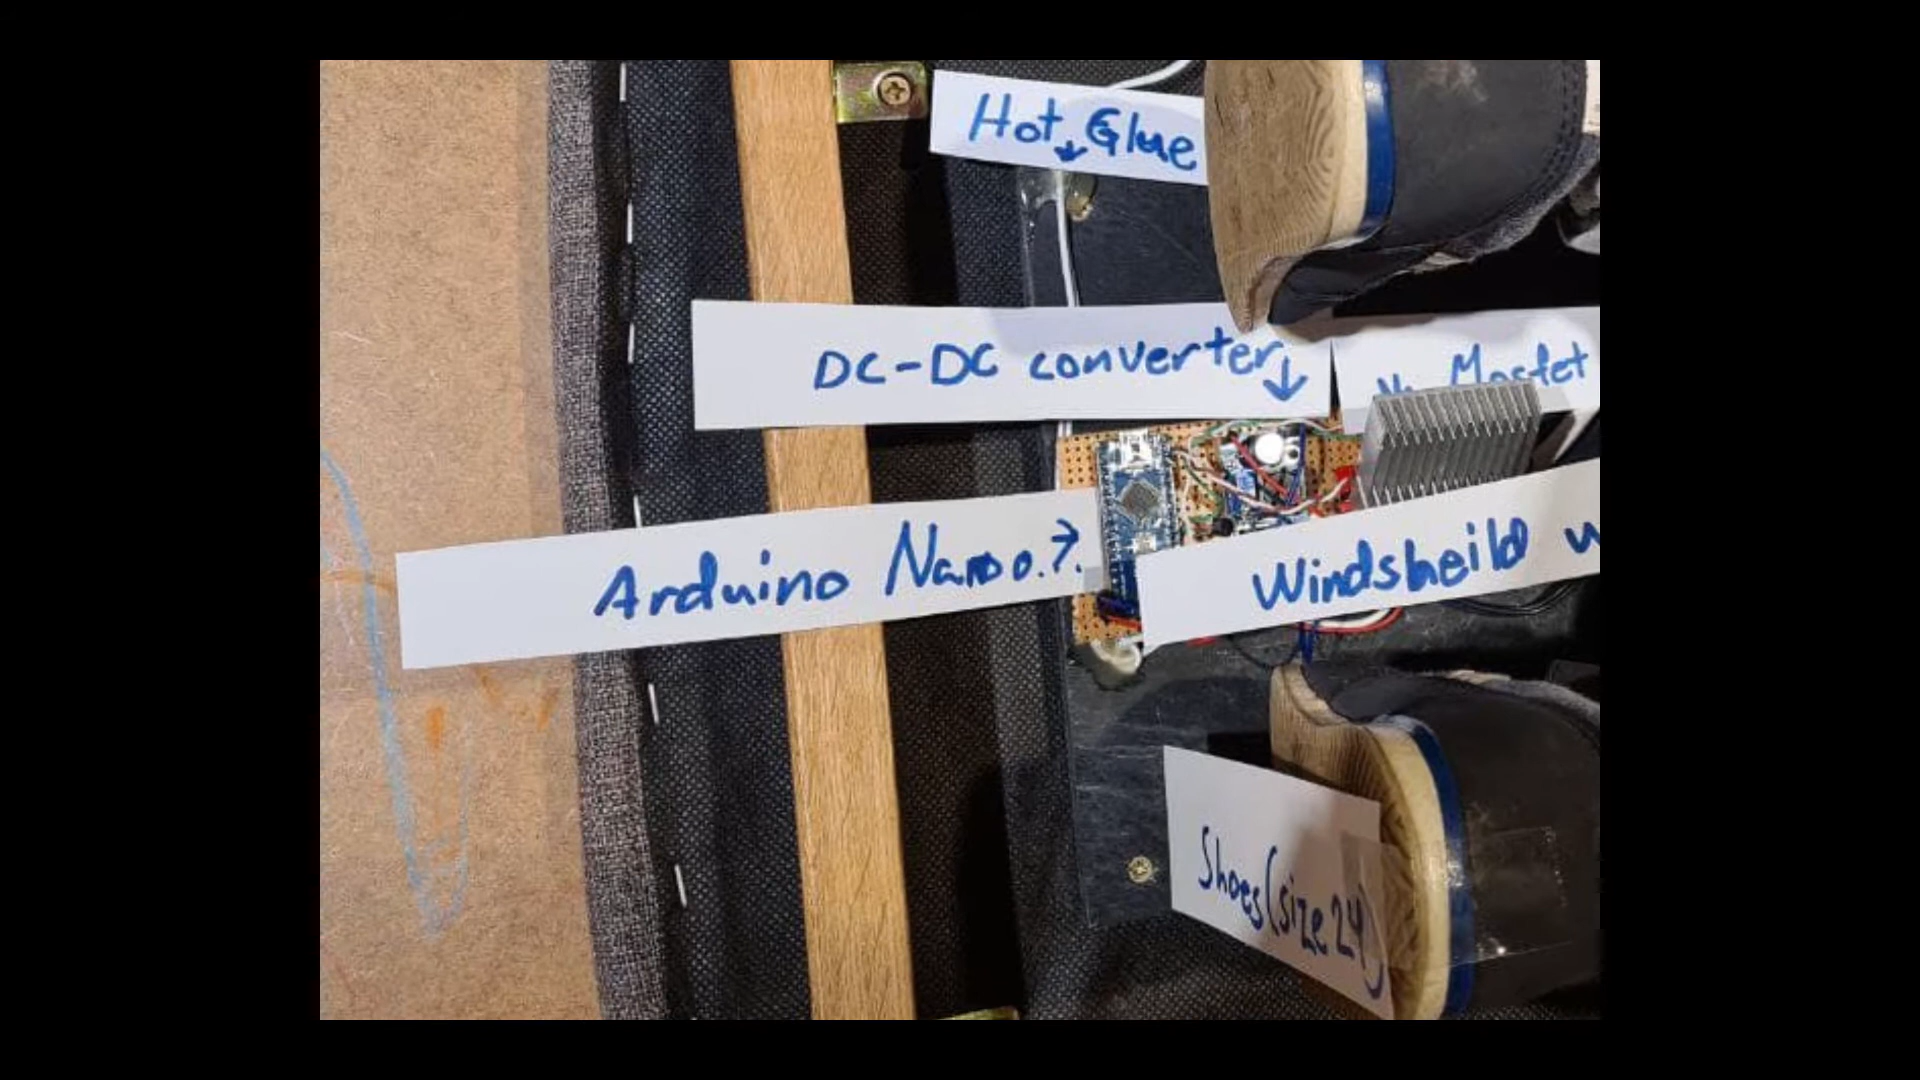 Hot Glue
↓
DC-DC converter ↓
Mosfet
Arduino Nano
Windsheild
Shoes (size 24)